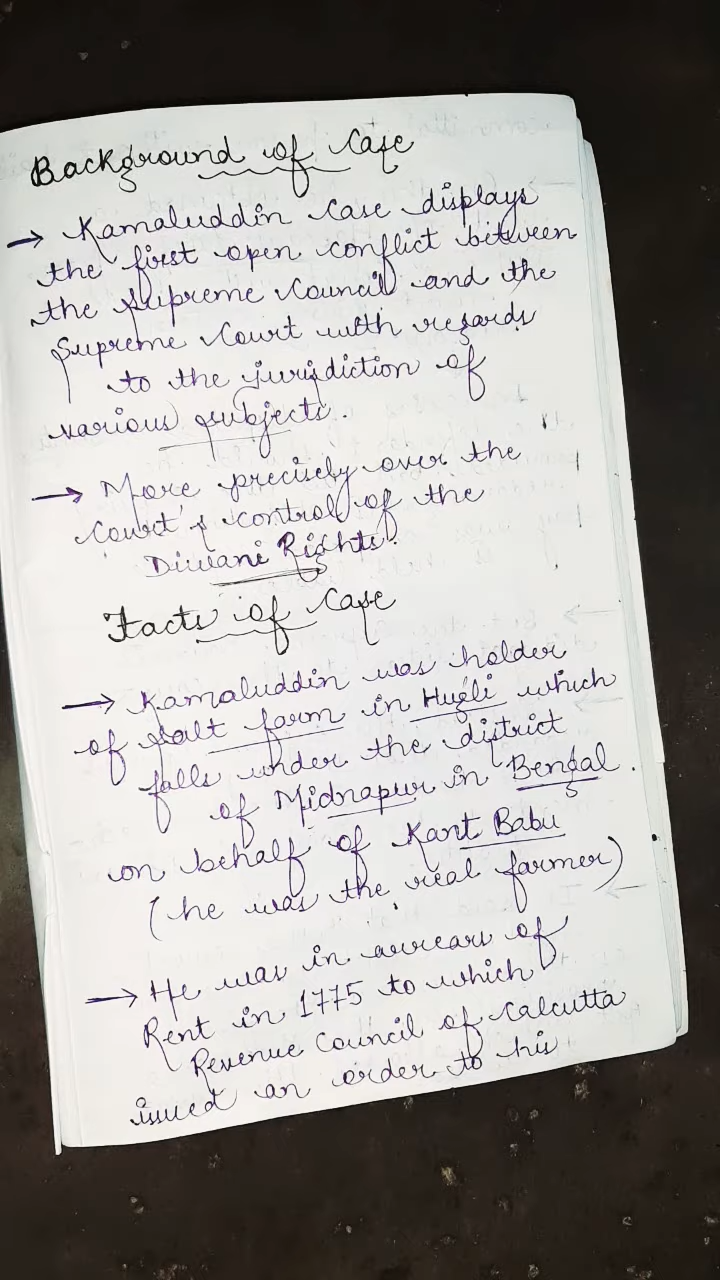 Background of Case
→ Kamaluddin Case displays
the first open conflict between
the Supreme Council and the
Supreme Court with regards
to the jurisdiction of
various subjects.
→ More precisely over the
Court's control of the
Diwani Rights.
Facts of Case
→ Kamaluddin was holder
of salt farm in Hugli which
falls under the district
of Midnapur in Bengal.
on behalf of Kant Babu
(he was the real farmer)
→ He was in arrears of
Rent in 1775 to which
Revenue Council of Calcutta
issued an order to his